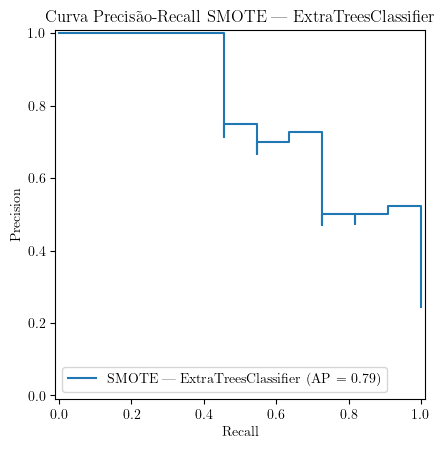 Curva Precisão-Recall SMOTE — ExtraTreesClassifier
1.0
0.8
0.6
0.4
0.2
0.0
Precision
SMOTE — ExtraTreesClassifier (AP = 0.79)
0.0 0.2 0.4 0.6 0.8 1.0
Recall